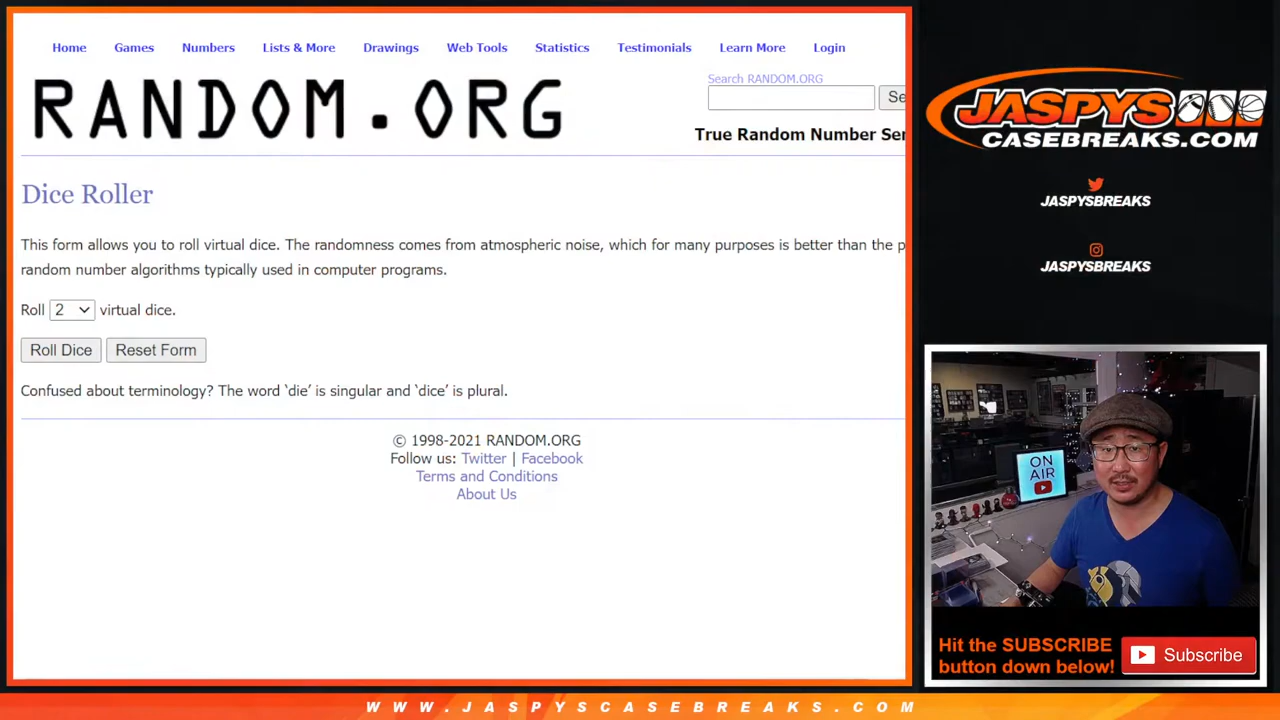 Home Games Numbers Lists & More Drawings Web Tools Statistics Testimonials Learn More Login
RANDOM.ORG
Search RANDOM.ORG
Se
True Random Number Ser
Dice Roller
This form allows you to roll virtual dice. The randomness comes from atmospheric noise, which for many purposes is better than the p
random number algorithms typically used in computer programs.
Roll 2 virtual dice.
Roll Dice Reset Form
Confused about terminology? The word ‘die’ is singular and ‘dice’ is plural.
© 1998-2021 RANDOM.ORG
Follow us: Twitter | Facebook
Terms and Conditions
About Us
JASPYS
CASEBREAKS.COM
JASPYSBREAKS
JASPYSBREAKS
ON
AIR
Hit the SUBSCRIBE
button down below!
Subscribe
WWW.JASPYSCASEBREAKS.COM